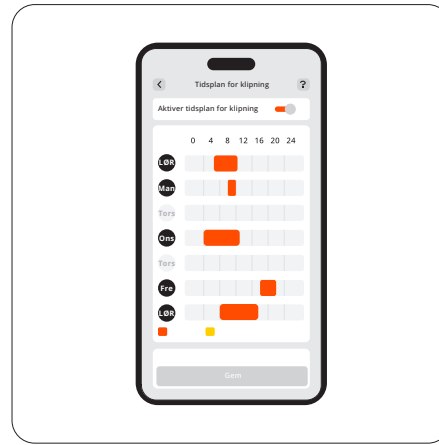 Tidsplan for klipning ?
Aktiver tidsplan for klipning
0 4 8 12 16 20 24
LØR
Man
Tors
Ons
Tors
Fre
LØR
Gem